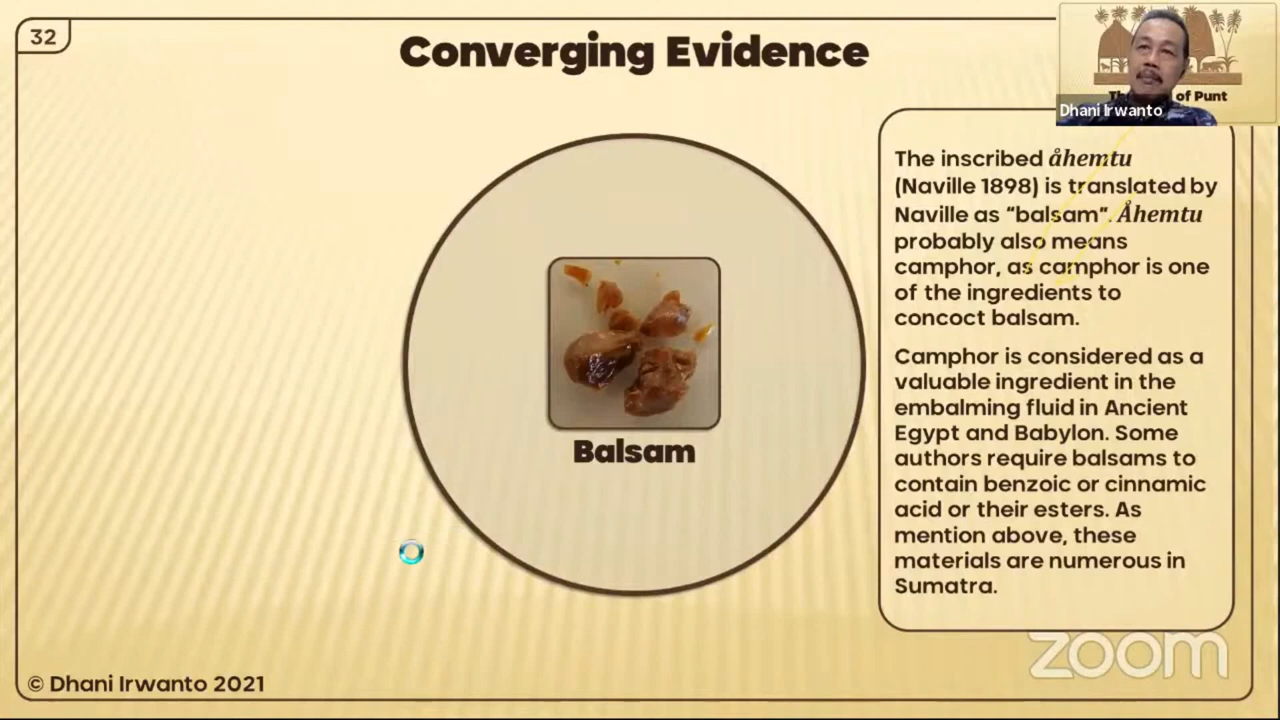 32
Converging Evidence
of Punt
Dhani Irwanto
The inscribed åhemtu
(Naville 1898) is translated by
Naville as “balsam”. Åhemtu
probably also means
camphor, as camphor is one
of the ingredients to
concoct balsam.
Camphor is considered as a
valuable ingredient in the
embalming fluid in Ancient
Egypt and Babylon. Some
authors require balsams to
contain benzoic or cinnamic
acid or their esters. As
mention above, these
materials are numerous in
Sumatra.
Balsam
zoom
© Dhani Irwanto 2021